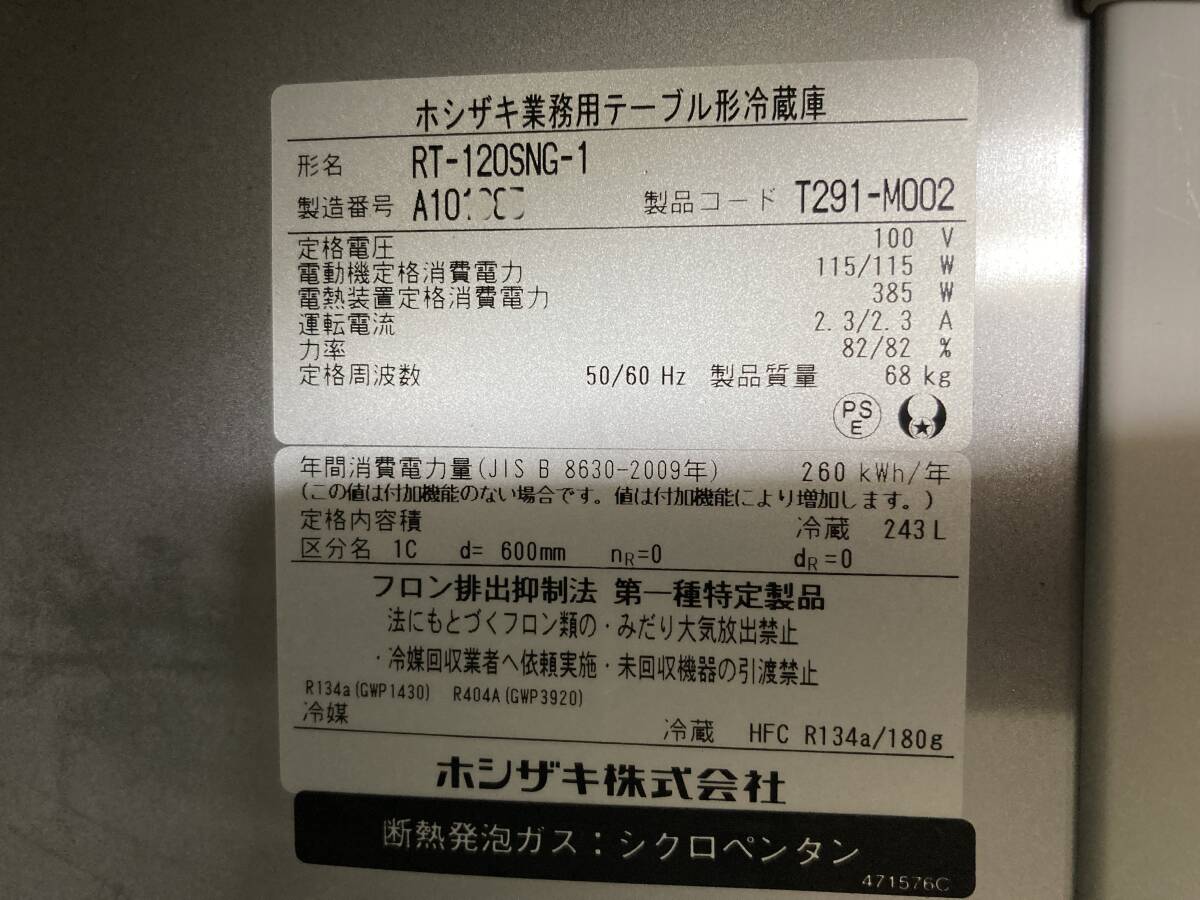 ホシザキ業務用テーブル形冷蔵庫
形名 RT-120SNG-1
製造番号 製品コード T291-M002
定格電圧 100 V
電動機定格消費電力 115/115 W
電熱装置定格消費電力 385 W
運転電流 2.3/2.3 A
力率 82/82 %
定格周波数 50/60 Hz 製品質量 68 kg
PS
E
年間消費電力量(JIS B 8630-2009年) 260 kWh/年
(この値は付加機能のない場合です。値は付加機能により増加します。)
定格内容積 冷蔵 243 L
区分名 1C d= 600mm nR=0 dR=0
フロン排出抑制法 第一種特定製品
法にもとづくフロン類の・みだり大気放出禁止
・冷媒回収業者へ依頼実施・未回収機器の引渡禁止
R134a(GWP1430) R404A(GWP3920)
冷媒 冷蔵 HFC R134a/180g
ホシザキ株式会社
断熱発泡ガス：シクロペンタン
471576C